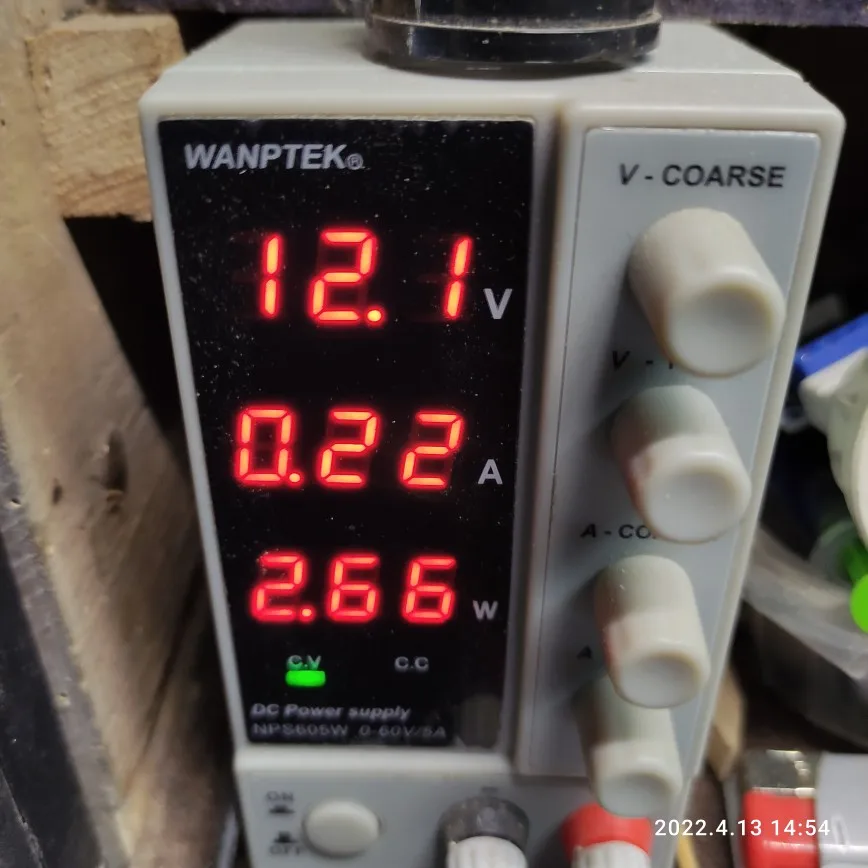 WANPTEK®
V - COARSE
12.1 V
0.22 A
2.66 W
C.V C.C
DC Power supply
NPS605W 0-60V/5A
ON
OFF
2022.4.13 14:54